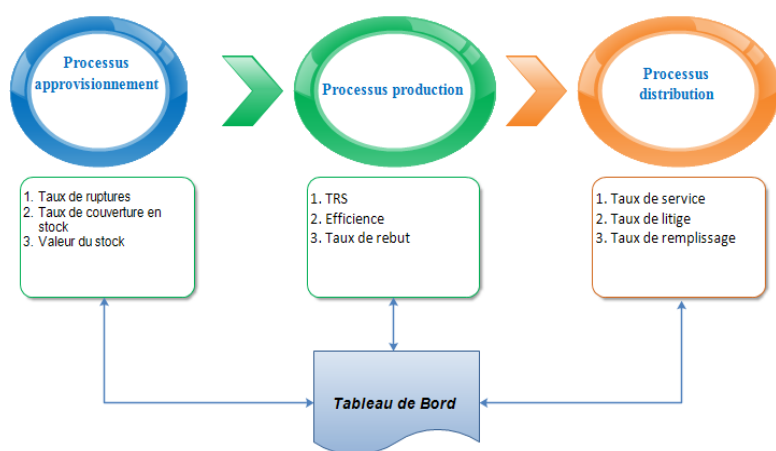 Processus
approvisionnement
Processus production
Processus
distribution
1. Taux de ruptures
2. Taux de couverture en
stock
3. Valeur du stock
1. TRS
2. Efficience
3. Taux de rebut
1. Taux de service
2. Taux de litige
3. Taux de remplissage
Tableau de Bord